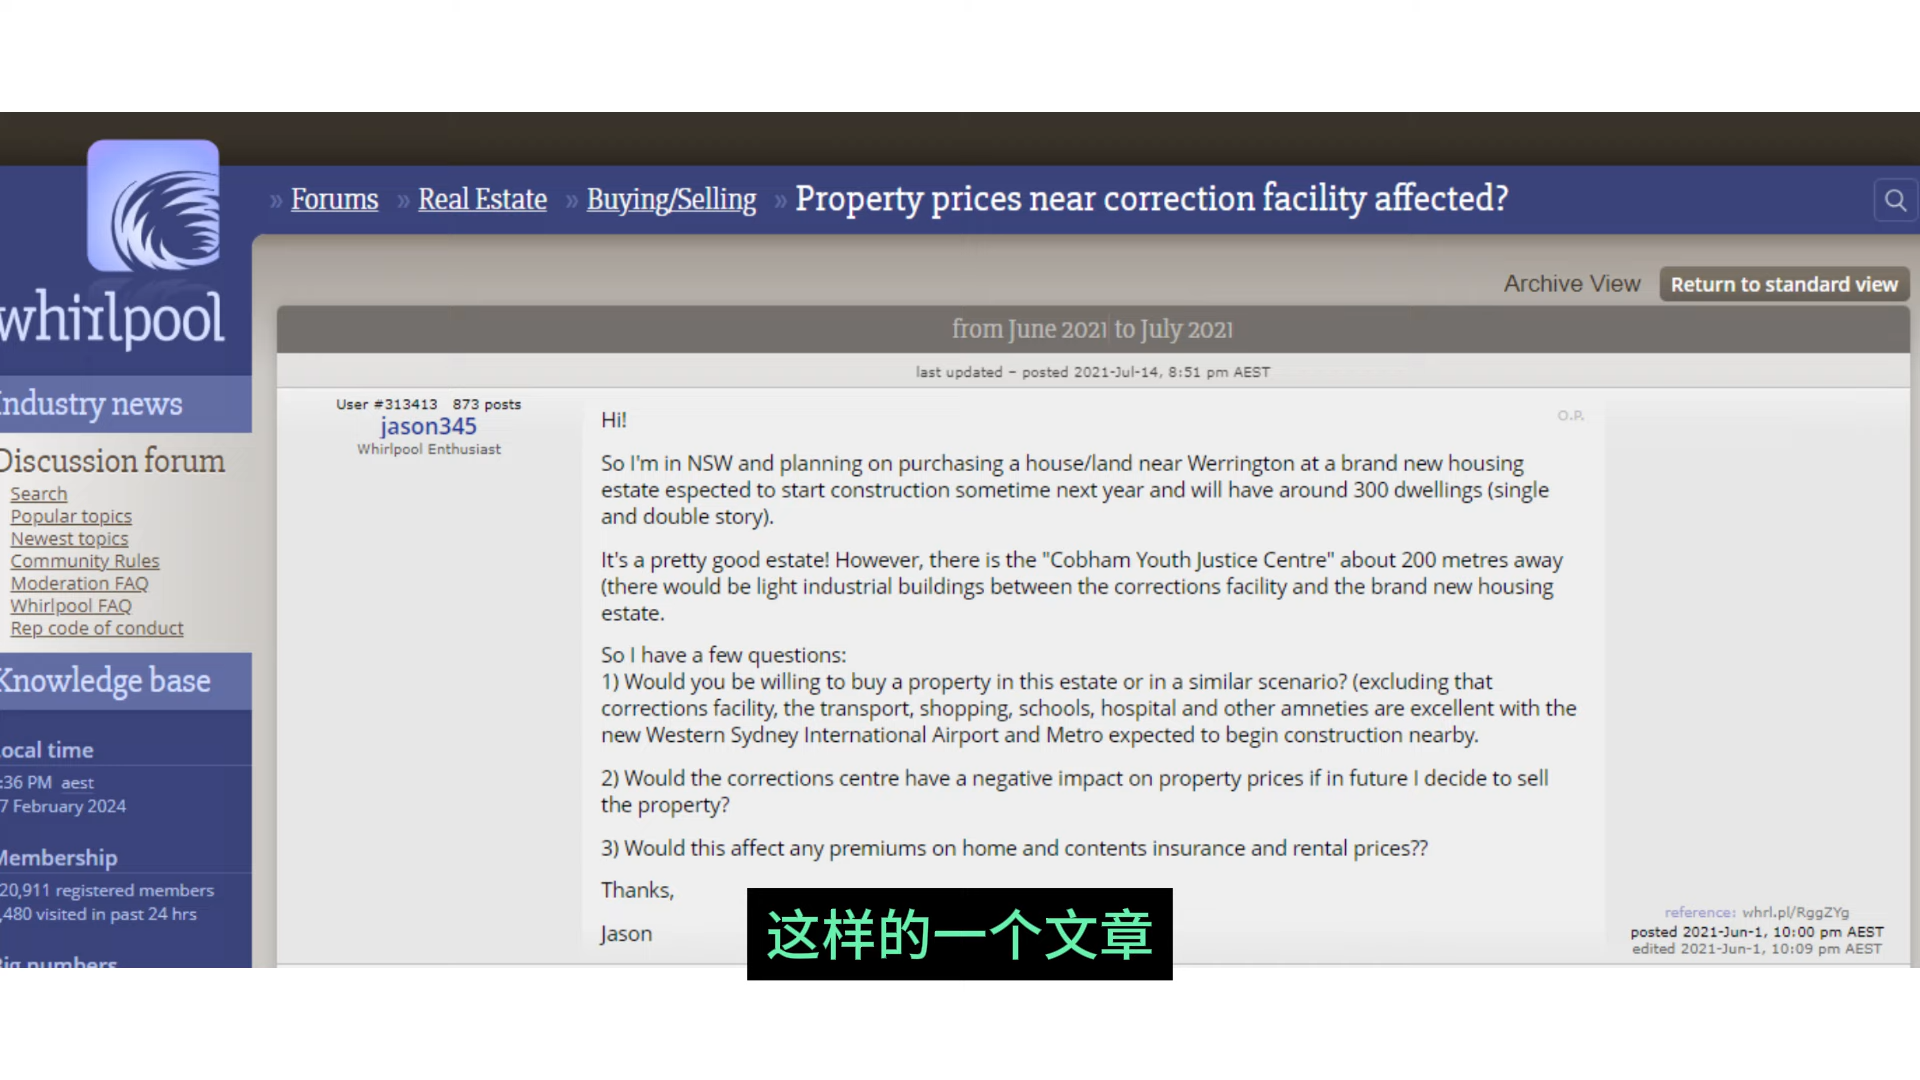 » Forums » Real Estate » Buying/Selling » Property prices near correction facility affected?
whirlpool
Archive View
Return to standard view
from June 2021 to July 2021
last updated – posted 2021-Jul-14, 8:51 pm AEST
Industry news
Discussion forum
Search
Popular topics
Newest topics
Community Rules
Moderation FAQ
Whirlpool FAQ
Rep code of conduct
Knowledge base
ocal time
:36 PM aest
7 February 2024
Membership
20,911 registered members
,480 visited in past 24 hrs
Big numbers
User #313413 873 posts
jason345
Whirlpool Enthusiast
O.P.
Hi!
So I'm in NSW and planning on purchasing a house/land near Werrington at a brand new housing
estate espected to start construction sometime next year and will have around 300 dwellings (single
and double story).
It's a pretty good estate! However, there is the "Cobham Youth Justice Centre" about 200 metres away
(there would be light industrial buildings between the corrections facility and the brand new housing
estate.
So I have a few questions:
1) Would you be willing to buy a property in this estate or in a similar scenario? (excluding that
corrections facility, the transport, shopping, schools, hospital and other amneties are excellent with the
new Western Sydney International Airport and Metro expected to begin construction nearby.
2) Would the corrections centre have a negative impact on property prices if in future I decide to sell
the property?
3) Would this affect any premiums on home and contents insurance and rental prices??
Thanks,
Jason
reference: whrl.pl/RggZYg
posted 2021-Jun-1, 10:00 pm AEST
edited 2021-Jun-1, 10:09 pm AEST
这样的一个文章